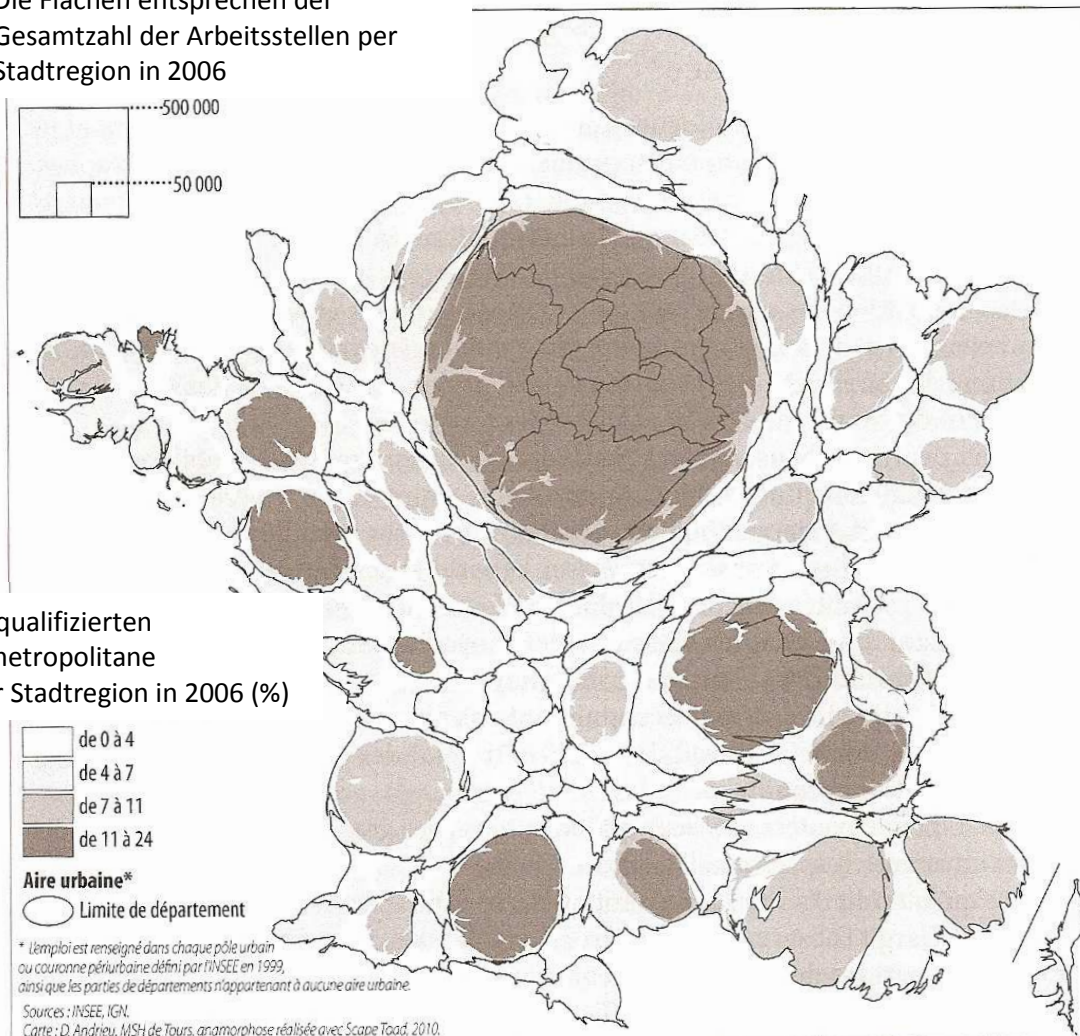 Die Flächen entsprechen der
Gesamtzahl der Arbeitsstellen per
Stadtregion in 2006
500 000
50 000
qualifizierten
metropolitane
Stadtregion in 2006 (%)
de 0 à 4
de 4 à 7
de 7 à 11
de 11 à 24
Aire urbaine*
Limite de département
* L'emploi est renseigné dans chaque pôle urbain
ou couronne périurbaine défini par l'INSEE en 1999,
ainsi que les parties de départements n'appartenant à aucune aire urbaine.
Sources : INSEE, IGN.
Carte : D. Andrieu, MSH de Tours, anamorphose réalisée avec Scape Toad, 2010.